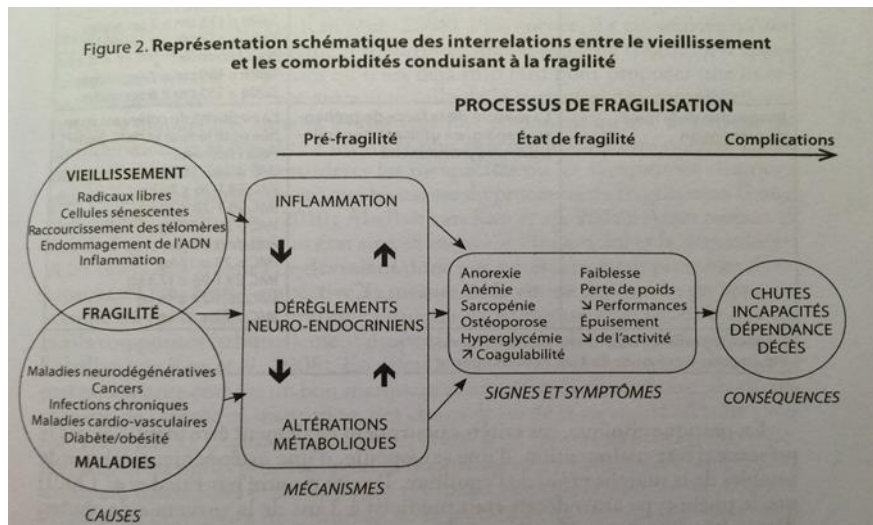 Figure 2. Représentation schématique des interrelations entre le vieillissement
et les comorbidités conduisant à la fragilité
PROCESSUS DE FRAGILISATION
Pré-fragilité
État de fragilité
Complications
VIEILLISSEMENT
Radicaux libres
Cellules sénescentes
Raccourcissement des télomères
Endommagement de l'ADN
Inflammation
FRAGILITÉ
Maladies neurodégénératives
Cancers
Infections chroniques
Maladies cardio-vasculaires
Diabète/obésité
MALADIES
CAUSES
INFLAMMATION
DÉRÈGLEMENTS
NEURO-ENDOCRINIENS
ALTÉRATIONS
MÉTABOLIQUES
MÉCANISMES
Anorexie
Anémie
Sarcopénie
Ostéoporose
Hyperglycémie
↗ Coagulabilité
Faiblesse
Perte de poids
↘ Performances
Épuisement
↘ de l'activité
SIGNES ET SYMPTÔMES
CHUTES
INCAPACITÉS
DÉPENDANCE
DÉCÈS
CONSÉQUENCES